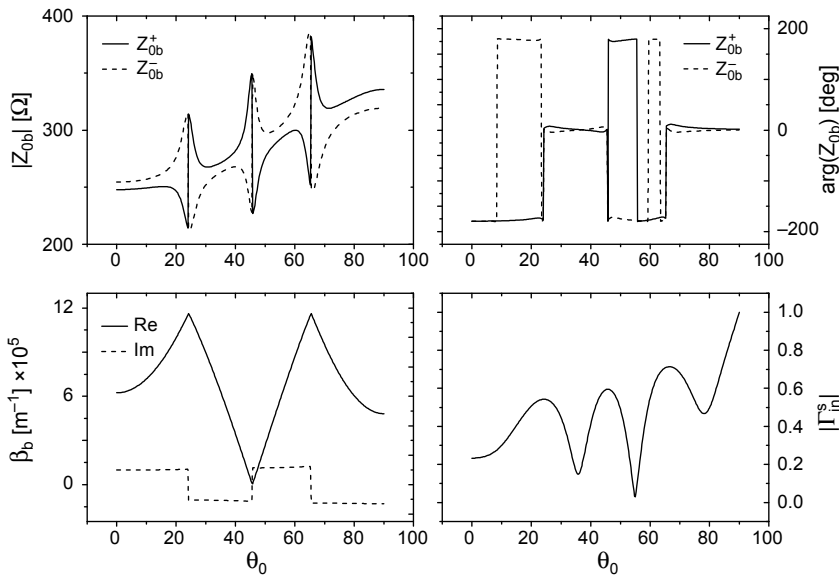 400
300
200
|Z₀b| [Ω]
Z⁺₀b
Z⁻₀b
0 20 40 60 80 100
Z⁺₀b
Z⁻₀b
200
0
−200
arg(Z₀b) [deg]
0 20 40 60 80 100
12
6
0
β_b [m⁻¹] ×10⁵
Re
Im
0 20 40 60 80 100
θ₀
1.0
0.8
0.6
0.4
0.2
0.0
|Γˢ_in|
0 20 40 60 80 100
θ₀